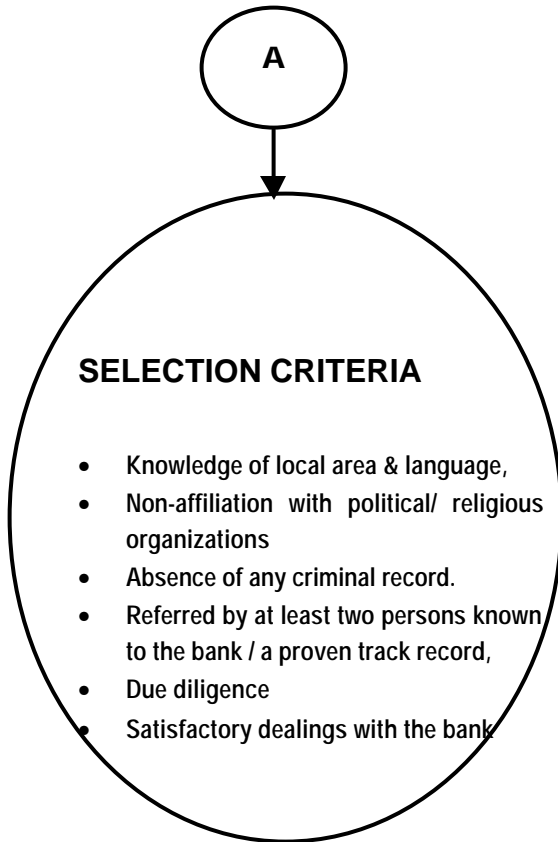 A
SELECTION CRITERIA
• Knowledge of local area & language,
• Non-affiliation with political/ religious
organizations
• Absence of any criminal record.
• Referred by at least two persons known
to the bank / a proven track record,
• Due diligence
• Satisfactory dealings with the bank